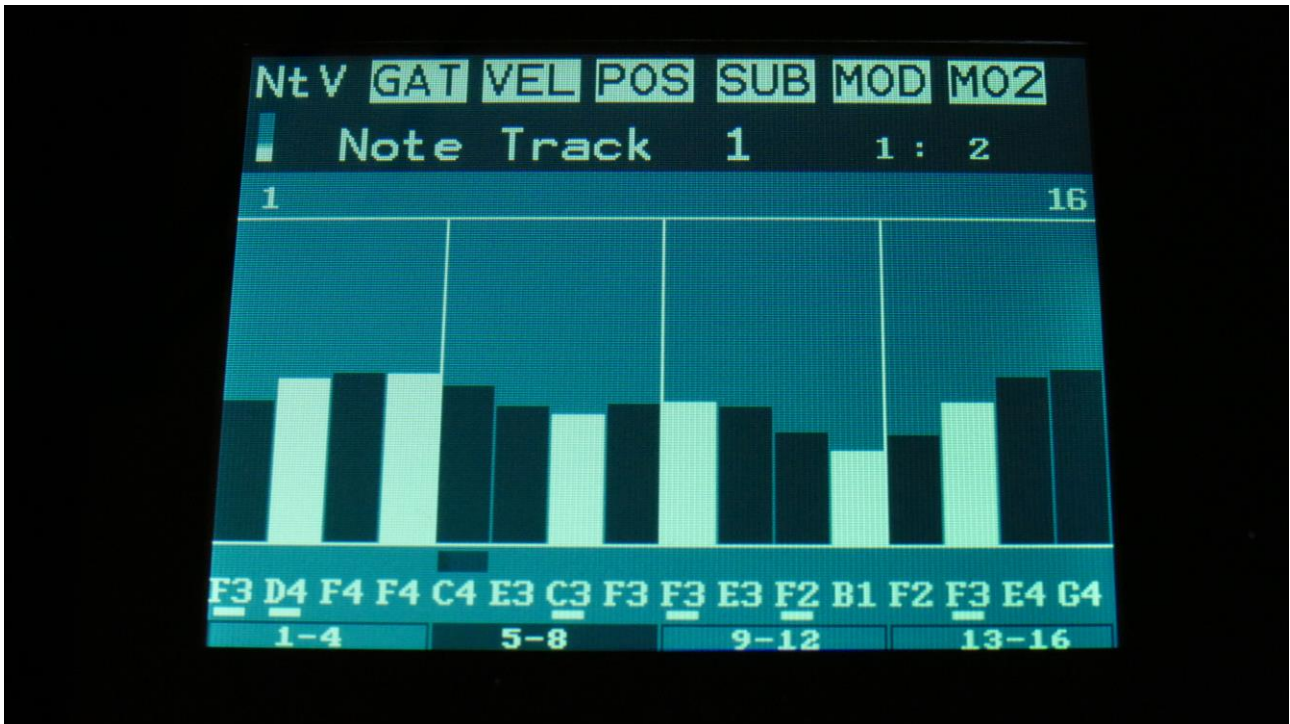 NtV GAT VEL POS SUB MOD MO2
Note Track 1 1: 2
1 16
F3 D4 F4 F4 C4 E3 C3 F3 F3 E3 F2 B1 F2 F3 E4 G4
1-4 5-8 9-12 13-16